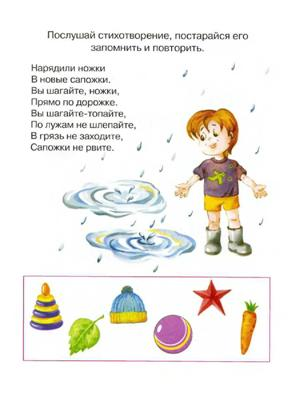 Послушай стихотворение, постарайся его
запомнить и повторить.
Нарядили ножки
В новые сапожки.
Вы шагайте, ножки,
Прямо по дорожке.
Вы шагайте-топайте,
По лужам не шлепайте,
В грязь не заходите,
Сапожки не рвите.